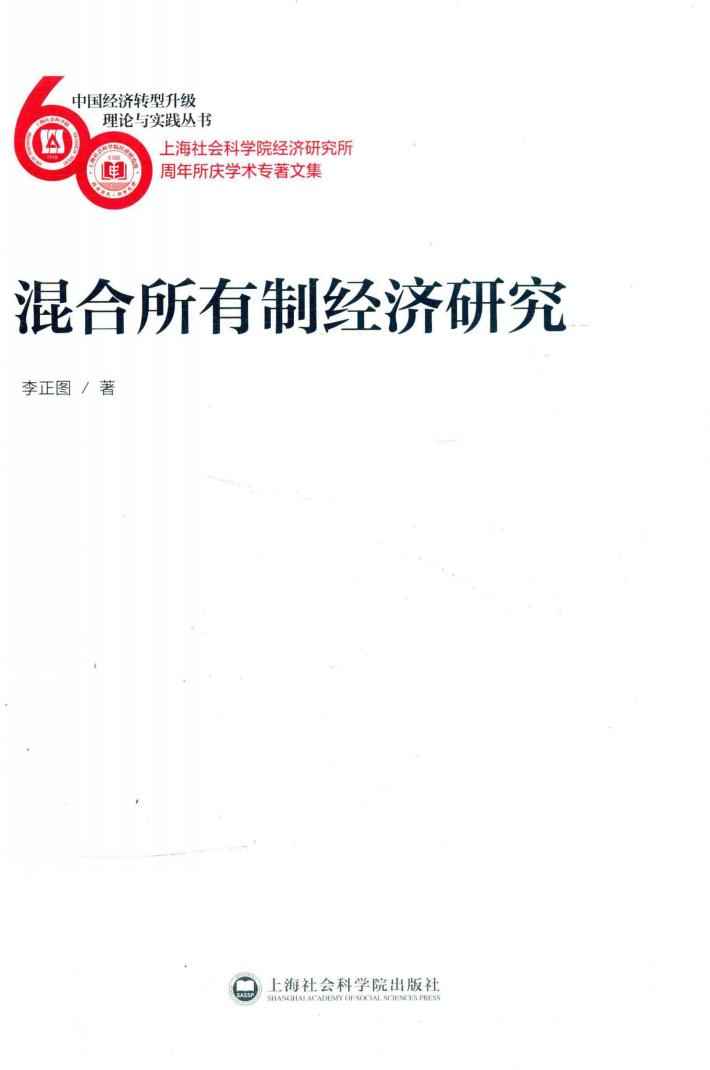 60
中国经济转型升级
理论与实践丛书
上海社会科学院经济研究所
周年所庆学术专著文集
混合所有制经济研究
李正图 / 著
SASSP
上海社会科学院出版社
SHANGHAI ACADEMY OF SOCIAL SCIENCES PRESS